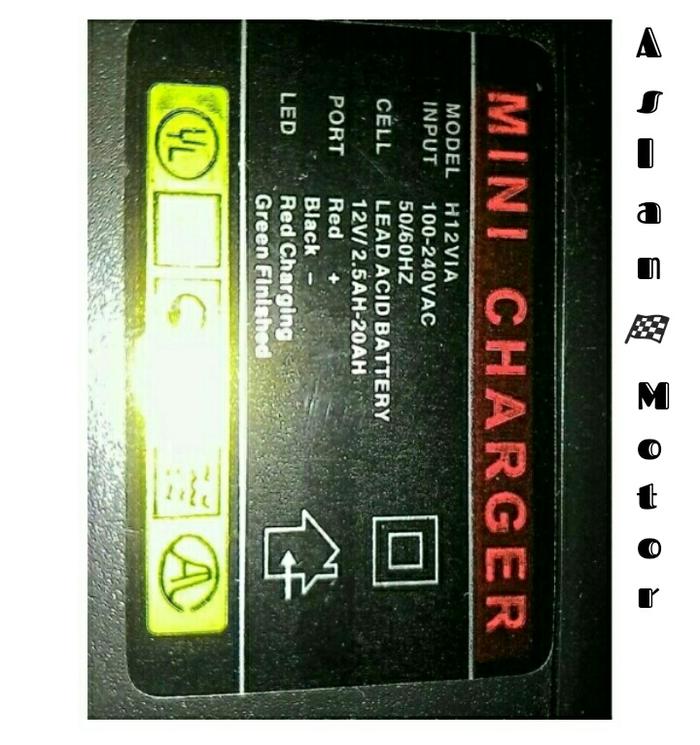 MINI CHARGER
MODEL H12VIA
INPUT 100-240VAC
50/60HZ
CELL LEAD ACID BATTERY
12V/2.5AH-20AH
PORT Red +
Black −
LED Red Charging
Green Finished
UL
Aslan Motor